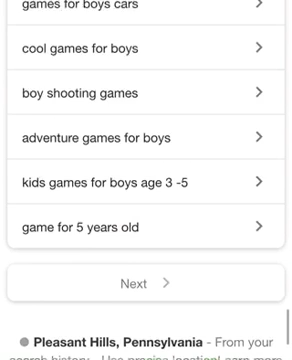 games for boys cars
cool games for boys
boy shooting games
adventure games for boys
kids games for boys age 3 -5
game for 5 years old
Next
Pleasant Hills, Pennsylvania - From your
search history - Use precise location